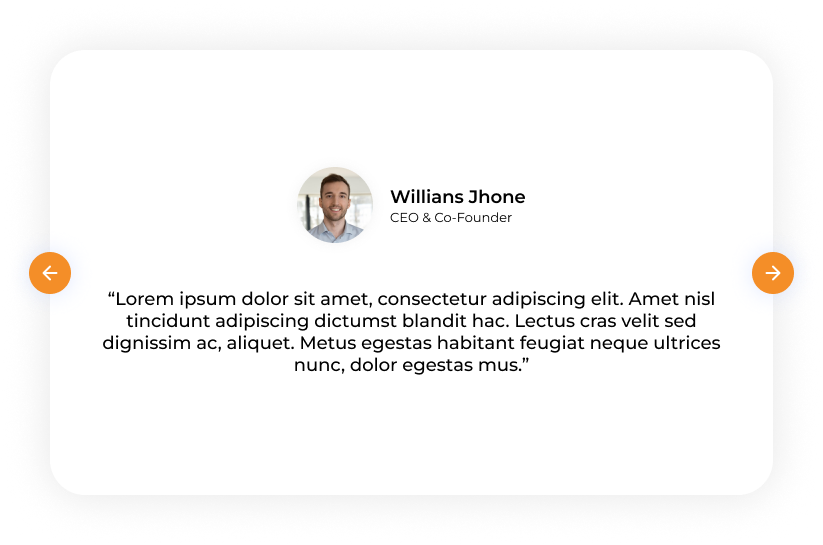 Willians Jhone
CEO & Co-Founder
“Lorem ipsum dolor sit amet, consectetur adipiscing elit. Amet nisl
tincidunt adipiscing dictumst blandit hac. Lectus cras velit sed
dignissim ac, aliquet. Metus egestas habitant feugiat neque ultrices
nunc, dolor egestas mus.”